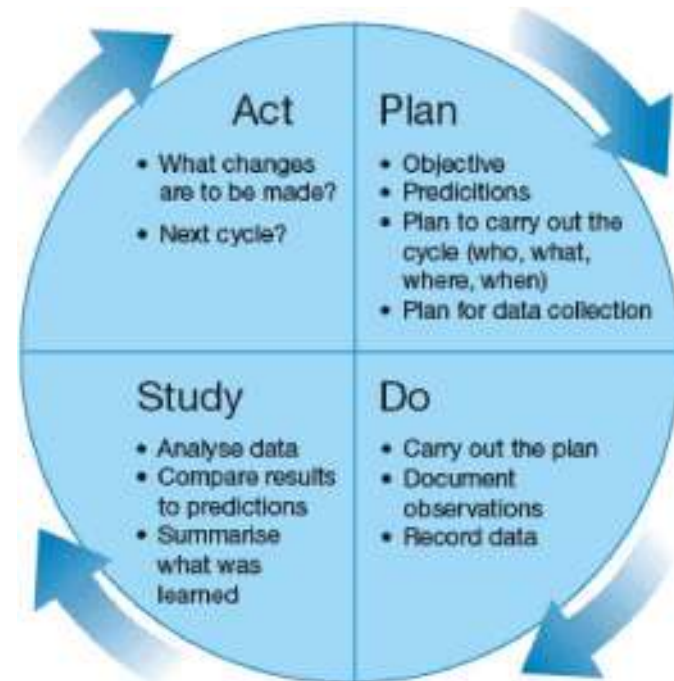 Act
• What changes
are to be made?
• Next cycle?
Plan
• Objective
• Predicitions
• Plan to carry out the
cycle (who, what,
where, when)
• Plan for data collection
Study
• Analyse data
• Compare results
to predictions
• Summarise
what was
learned
Do
• Carry out the plan
• Document
observations
• Record data